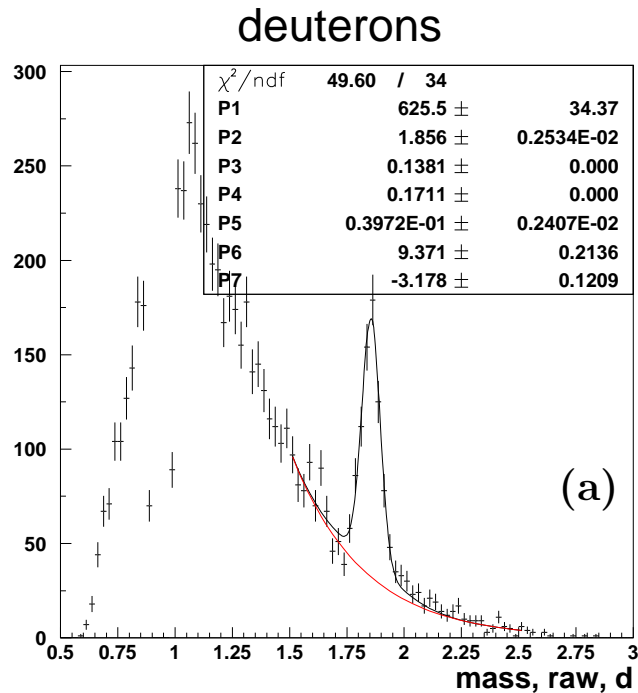 deuterons
χ²/ndf 49.60 / 34
P1 625.5 ± 34.37
P2 1.856 ± 0.2534E-02
P3 0.1381 ± 0.000
P4 0.1711 ± 0.000
P5 0.3972E-01 ± 0.2407E-02
P6 9.371 ± 0.2136
P7 -3.178 ± 0.1209
300
250
200
150
100
50
0
(a)
0.5 0.75 1 1.25 1.5 1.75 2 2.25 2.5 2.75 3
mass, raw, d